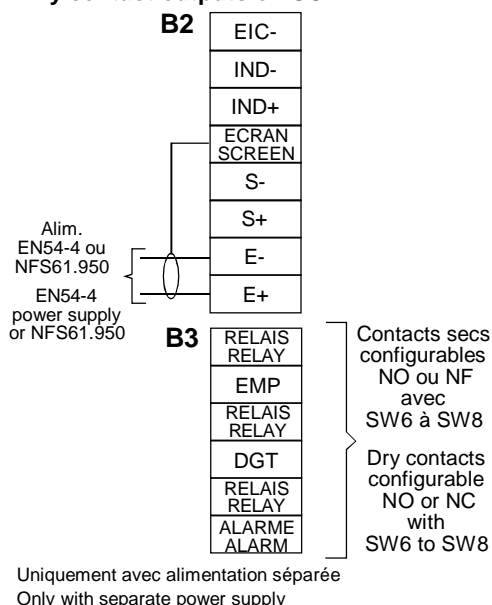 B2
EIC-
IND-
IND+
ECRAN
SCREEN
S-
S+
E-
E+
Alim.
EN54-4 ou
NFS61.950
EN54-4
power supply
or NFS61.950
B3
RELAIS
RELAY
EMP
RELAIS
RELAY
DGT
RELAIS
RELAY
ALARME
ALARM
Contacts secs
configurables
NO ou NF
avec
SW6 à SW8
Dry contacts
configurable
NO or NC
with
SW6 to SW8
Uniquement avec alimentation séparée
Only with separate power supply